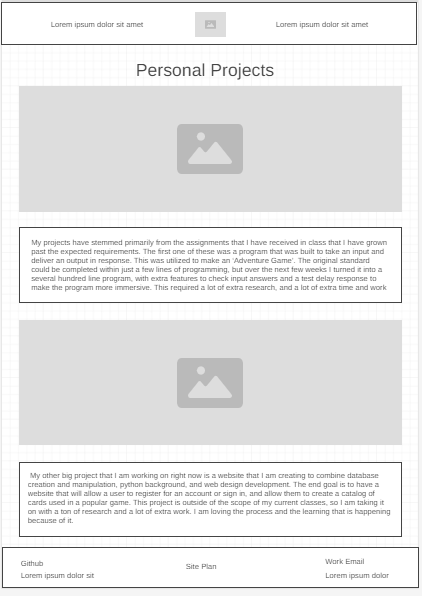 Lorem ipsum dolor sit amet
Lorem ipsum dolor sit amet
Personal Projects
My projects have stemmed primarily from the assignments that I have received in class that I have grown
past the expected requirements. The first one of these was a program that was built to take an input and
deliver an output in response. This was utilized to make an 'Adventure Game'. The original standard
could be completed within just a few lines of programming, but over the next few weeks I turned it into a
several hundred line program, with extra features to check input answers and a test delay response to
make the program more immersive. This required a lot of extra research, and a lot of extra time and work
My other big project that I am working on right now is a website that I am creating to combine database
creation and manipulation, python background, and web design development. The end goal is to have a
website that will allow a user to register for an account or sign in, and allow them to create a catalog of
cards used in a popular game. This project is outside of the scope of my current classes, so I am taking it
on with a ton of research and a lot of extra work. I am loving the process and the learning that is happening
because of it.
Github
Lorem ipsum dolor sit
Site Plan
Work Email
Lorem ipsum dolor